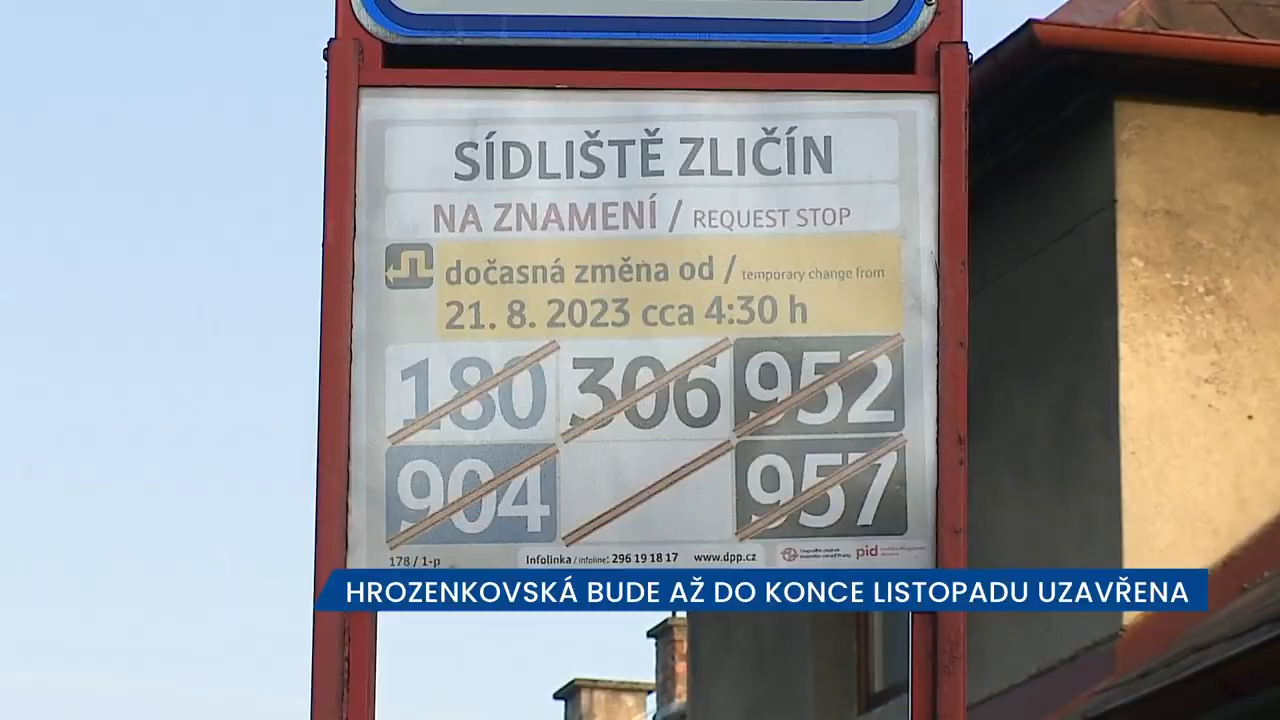 SÍDLIŠTĚ ZLIČÍN
NA ZNAMENÍ / REQUEST STOP
dočasná změna od / temporary change from
21. 8. 2023 cca 4:30 h
180 306 952
904 957
178 / 1-p Infolinka / infoline: 296 19 18 17 www.dpp.cz pid
HROZENKOVSKÁ BUDE AŽ DO KONCE LISTOPADU UZAVŘENA